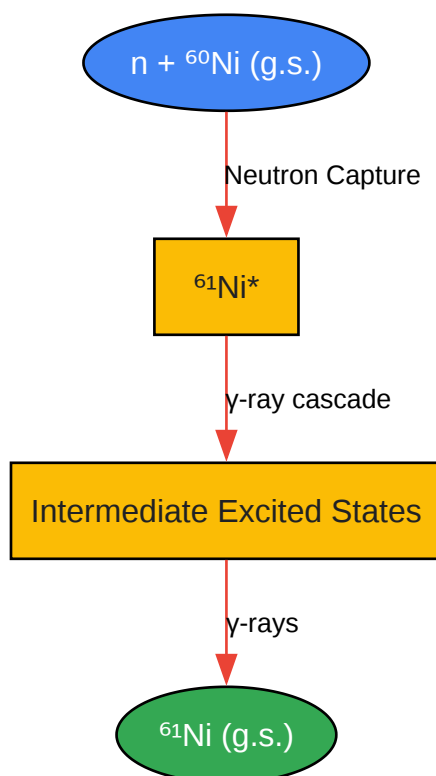 n + ⁶⁰Ni (g.s.)
Neutron Capture
⁶¹Ni*
γ-ray cascade
Intermediate Excited States
γ-rays
⁶¹Ni (g.s.)